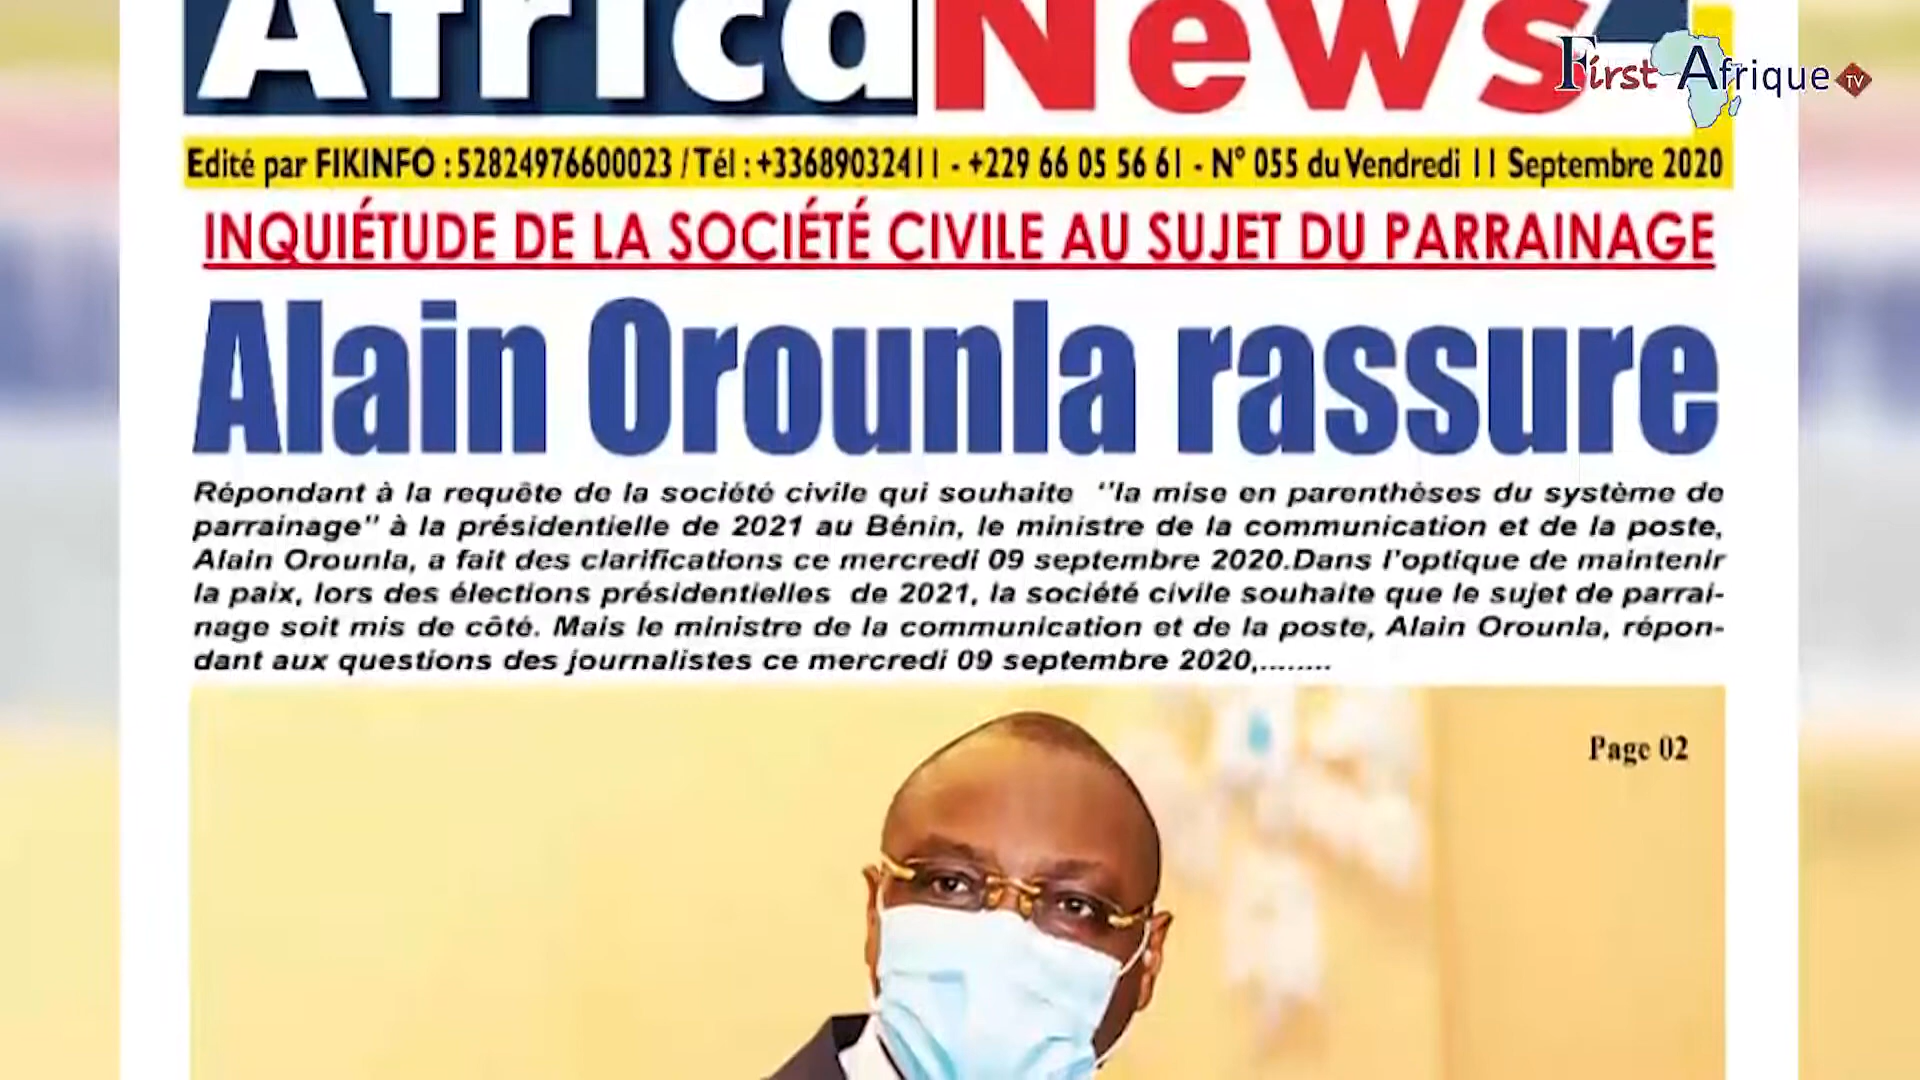 Africa News
First Afrique TV
Edité par FIKINFO : 52824976600023 / Tél : +33689032411 - +229 66 05 56 61 - N° 055 du Vendredi 11 Septembre 2020
INQUIÉTUDE DE LA SOCIÉTÉ CIVILE AU SUJET DU PARRAINAGE
Alain Orounla rassure
Répondant à la requête de la société civile qui souhaite ‘’la mise en parenthèses du système de
parrainage’’ à la présidentielle de 2021 au Bénin, le ministre de la communication et de la poste,
Alain Orounla, a fait des clarifications ce mercredi 09 septembre 2020.Dans l'optique de maintenir
la paix, lors des élections présidentielles de 2021, la société civile souhaite que le sujet de parrai-
nage soit mis de côté. Mais le ministre de la communication et de la poste, Alain Orounla, répon-
dant aux questions des journalistes ce mercredi 09 septembre 2020,........
Page 02